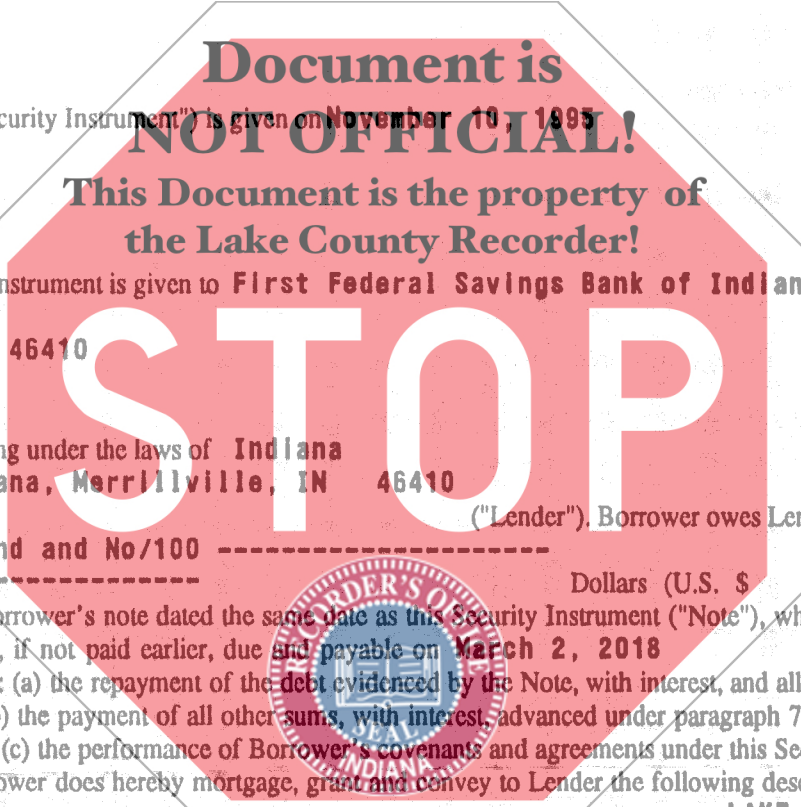 Document is
curity Instrument") is given on November 10, 1995
NOT OFFICIAL!
This Document is the property of
the Lake County Recorder!
nstrument is given to First Federal Savings Bank of Indian
46410
STOP
ng under the laws of Indiana
ana, Merrillville, IN 46410
("Lender"). Borrower owes Len
nd and No/100 ----------------------
--------------
Dollars (U.S. $
orrower's note dated the same date as this Security Instrument ("Note"), wh
, if not paid earlier, due and payable on March 2, 2018
: (a) the repayment of the debt evidenced by the Note, with interest, and all
) the payment of all other sums, with interest, advanced under paragraph 7
(c) the performance of Borrower's covenants and agreements under this Sec
ower does hereby mortgage, grant and convey to Lender the following desc
RECORDER'S OFFICE
SEAL
INDIANA